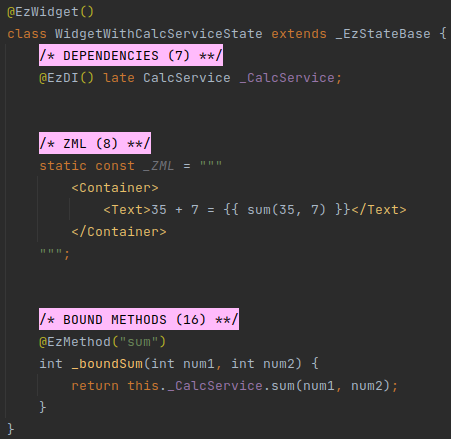 @EzWidget()
class WidgetWithCalcServiceState extends _EzStateBase {
/* DEPENDENCIES (7) **/
@EzDI() late CalcService _CalcService;
/* ZML (8) **/
static const _ZML = """
<Container>
<Text>35 + 7 = {{ sum(35, 7) }}</Text>
</Container>
""";
/* BOUND METHODS (16) **/
@EzMethod("sum")
int _boundSum(int num1, int num2) {
return this._CalcService.sum(num1, num2);
}
}